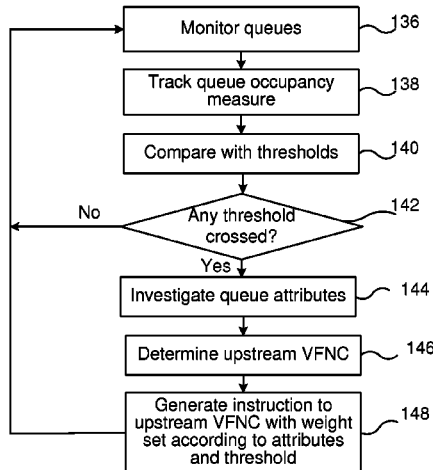 Monitor queues
136
Track queue occupancy
measure
138
Compare with thresholds
140
Any threshold
crossed?
142
No
Yes
Investigate queue attributes
144
Determine upstream VFNC
146
Generate instruction to
upstream VFNC with weight
set according to attributes
and threshold
148